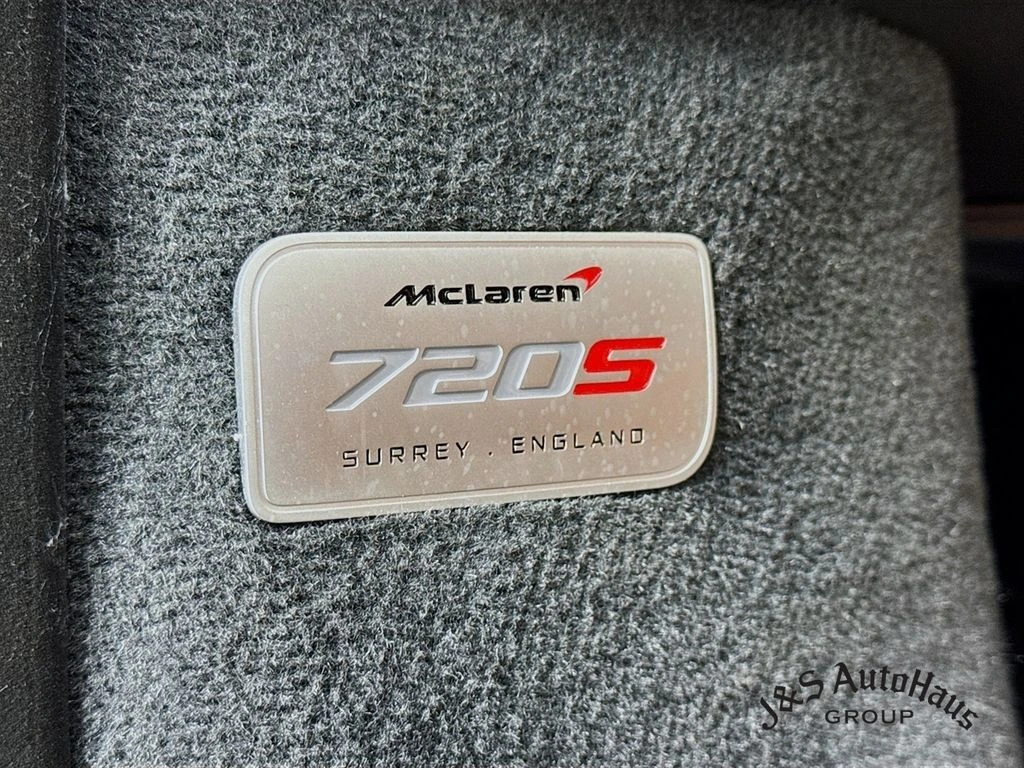 McLaren
720S
SURREY . ENGLAND
J&S AutoHaus
GROUP